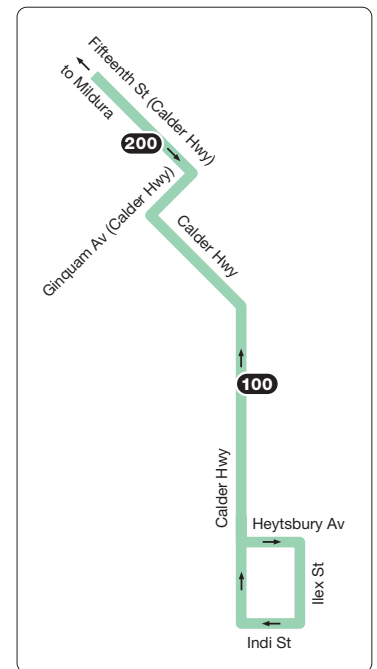 Fifteenth St (Calder Hwy)
to Mildura
200
Ginquam Av (Calder Hwy)
Calder Hwy
100
Calder Hwy
Heytsbury Av
Ilex St
Indi St